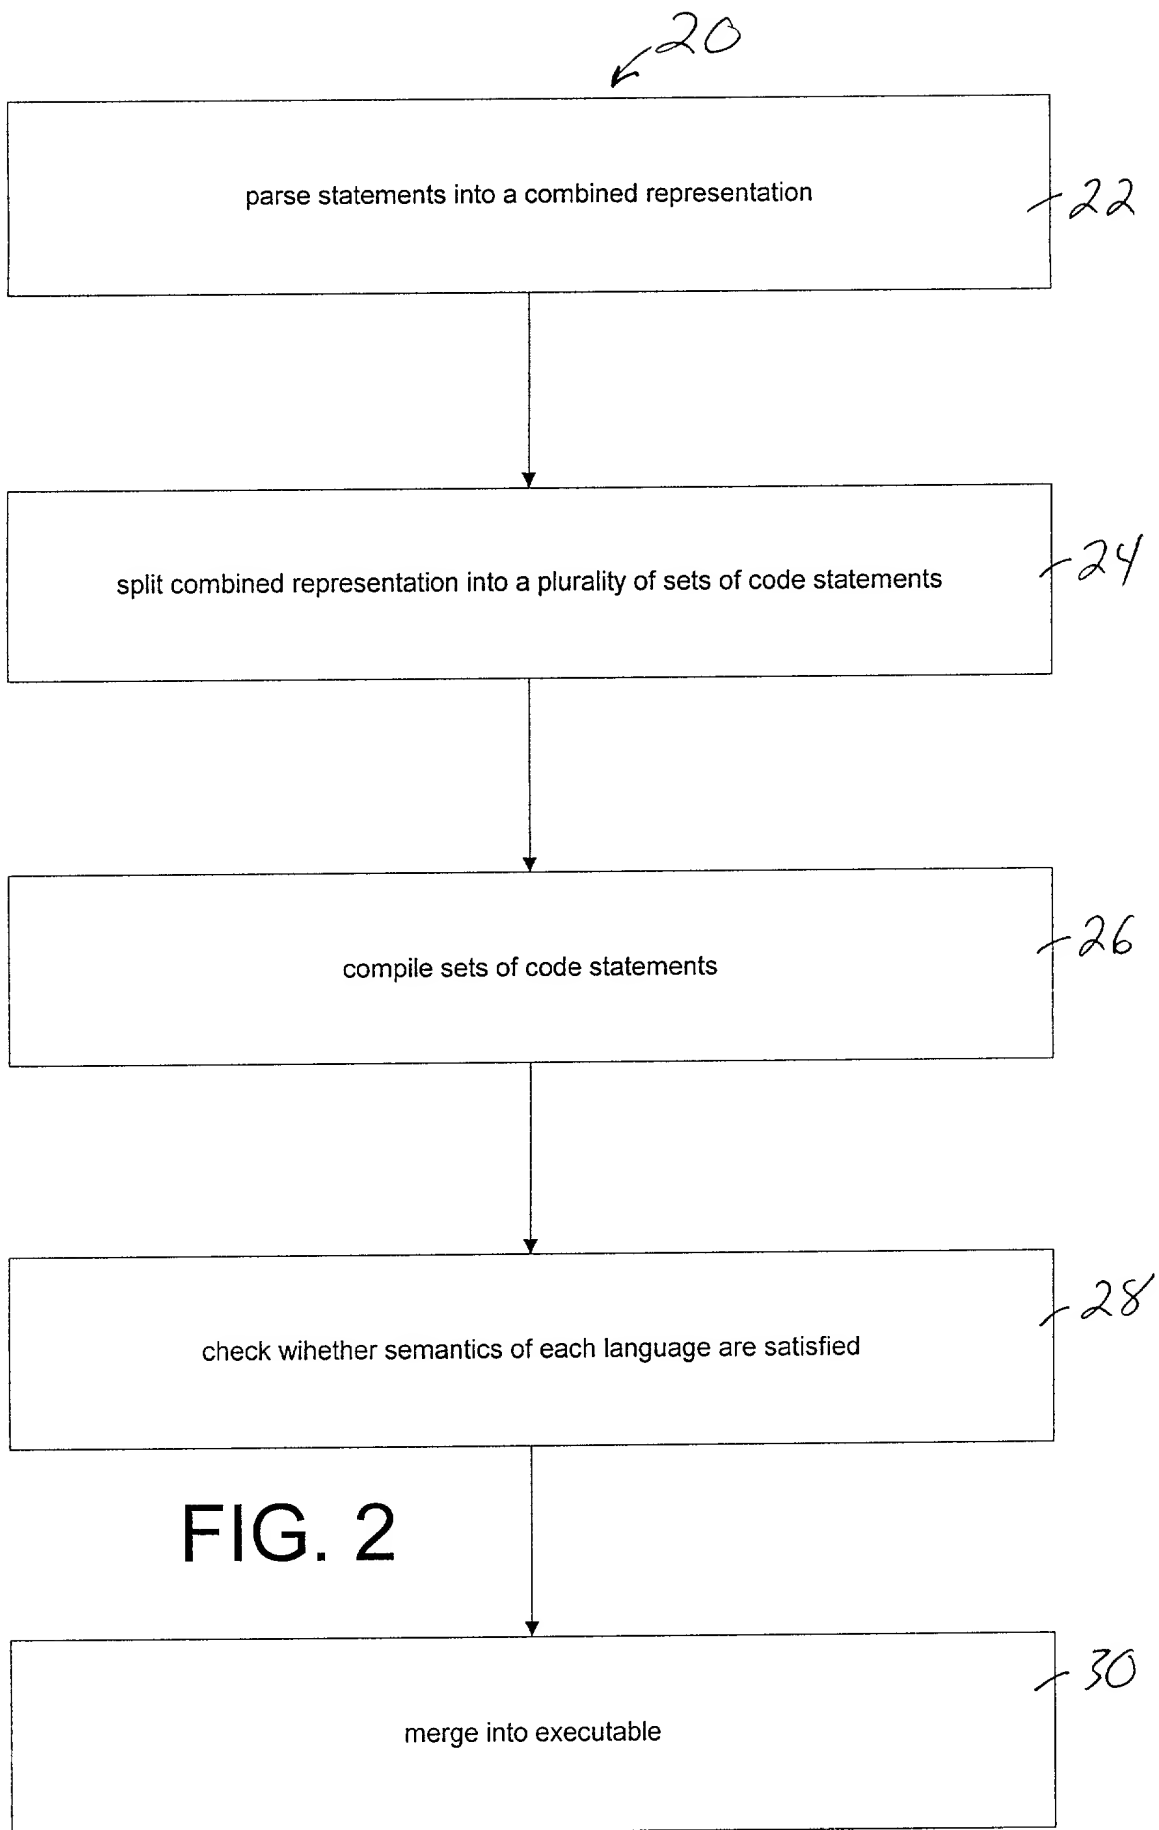 20
parse statements into a combined representation
22
split combined representation into a plurality of sets of code statements
24
compile sets of code statements
26
check wihether semantics of each language are satisfied
28
FIG. 2
merge into executable
30